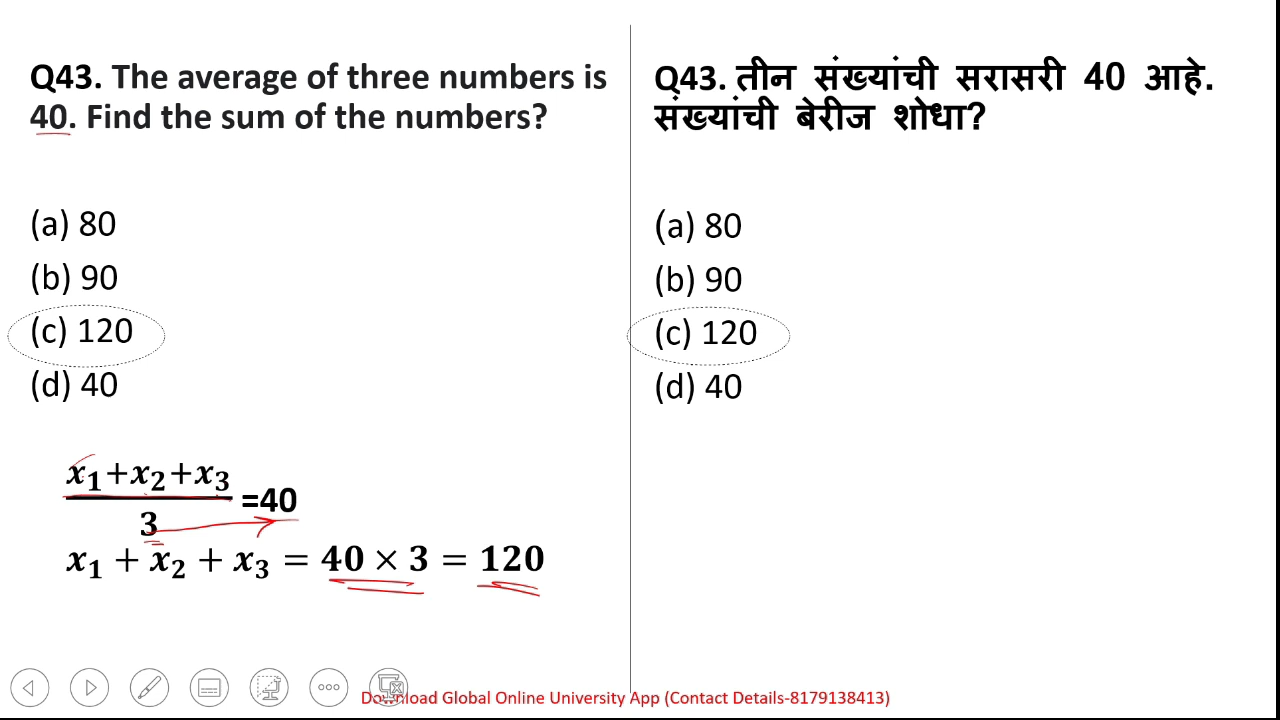 Q43. The average of three numbers is
40. Find the sum of the numbers?
(a) 80
(b) 90
(c) 120
(d) 40
x₁+x₂+x₃
3
=40
x₁ + x₂ + x₃ = 40 × 3 = 120
Q43. तीन संख्यांची सरासरी 40 आहे.
संख्यांची बेरीज शोधा?
(a) 80
(b) 90
(c) 120
(d) 40
Download Global Online University App (Contact Details-8179138413)